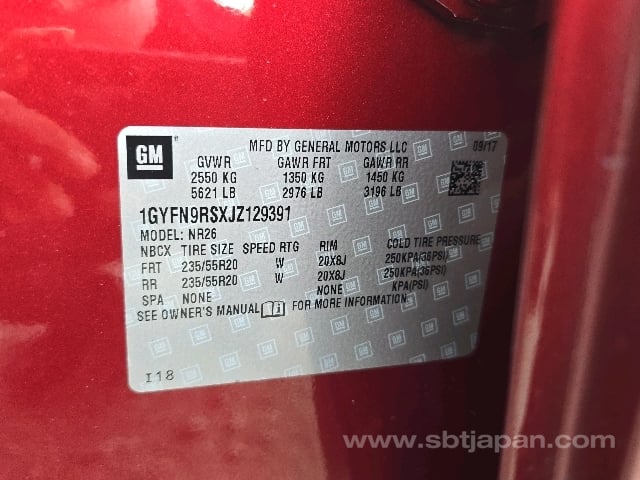 GM
MFD BY GENERAL MOTORS LLC 09/17
GVWR GAWR FRT GAWR RR
2550 KG 1350 KG 1450 KG
5621 LB 2976 LB 3196 LB
1GYFN9RSXJZ129391
MODEL: NR26
NBCX TIRE SIZE SPEED RTG RIM COLD TIRE PRESSURE
FRT 235/55R20 W 20X8J 250KPA(36PSI)
RR 235/55R20 W 20X8J 250KPA(36PSI)
SPA NONE NONE KPA(PSI)
SEE OWNER'S MANUAL FOR MORE INFORMATION
I18
www.sbtjapan.com